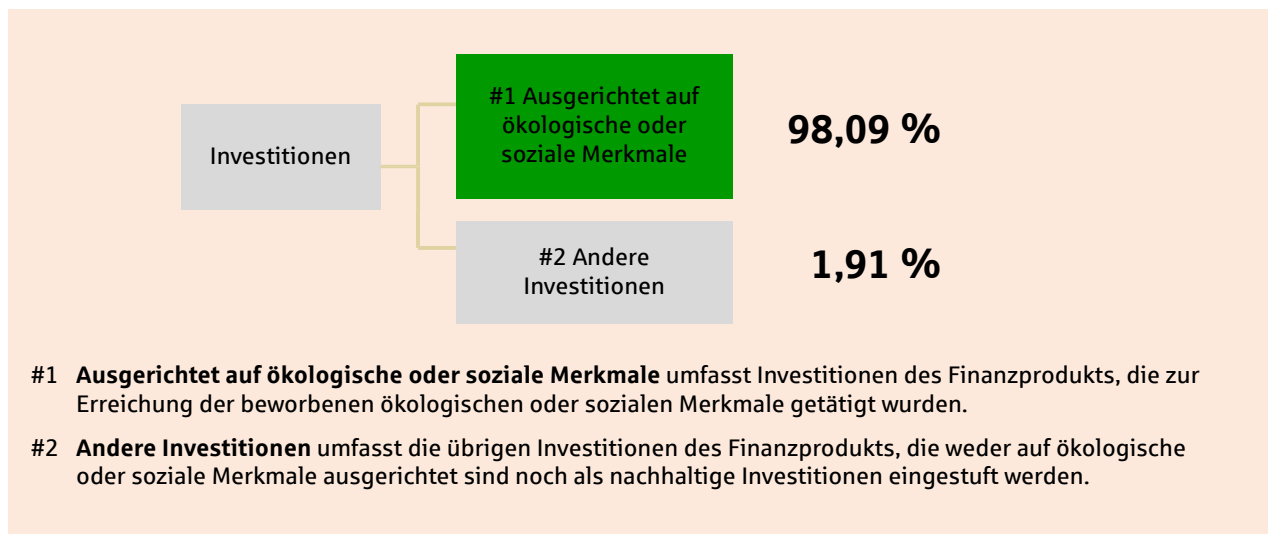 #1 Ausgerichtet auf
ökologische oder
soziale Merkmale
98,09 %
Investitionen
#2 Andere
Investitionen
1,91 %
#1 Ausgerichtet auf ökologische oder soziale Merkmale umfasst Investitionen des Finanzprodukts, die zur
Erreichung der beworbenen ökologischen oder sozialen Merkmale getätigt wurden.
#2 Andere Investitionen umfasst die übrigen Investitionen des Finanzprodukts, die weder auf ökologische
oder soziale Merkmale ausgerichtet sind noch als nachhaltige Investitionen eingestuft werden.